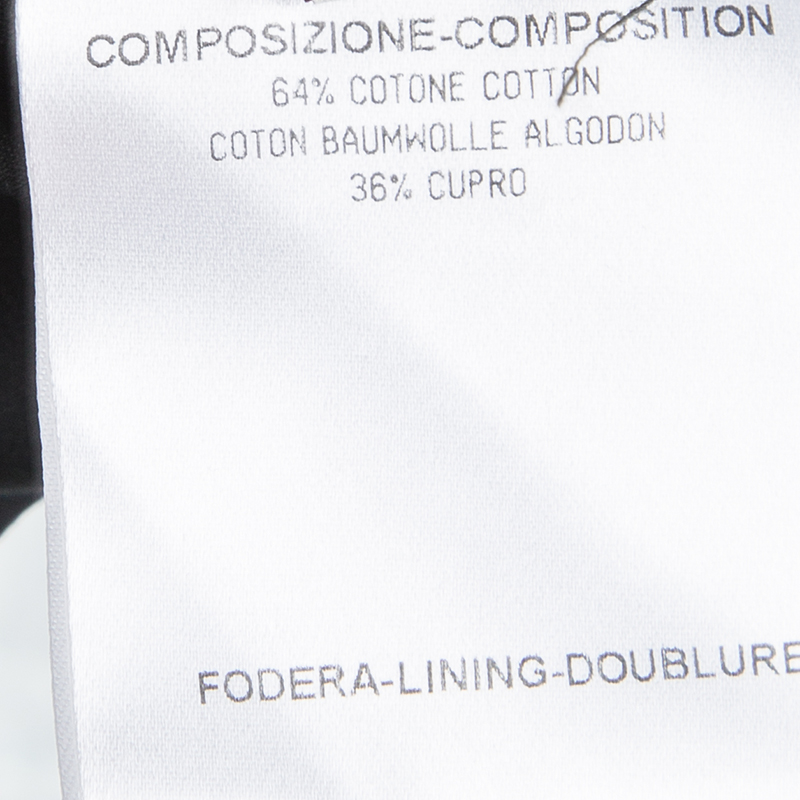 COMPOSIZIONE-COMPOSITION
64% COTONE COTTON
COTON BAUMWOLLE ALGODON
36% CUPRO
FODERA-LINING-DOUBLURE